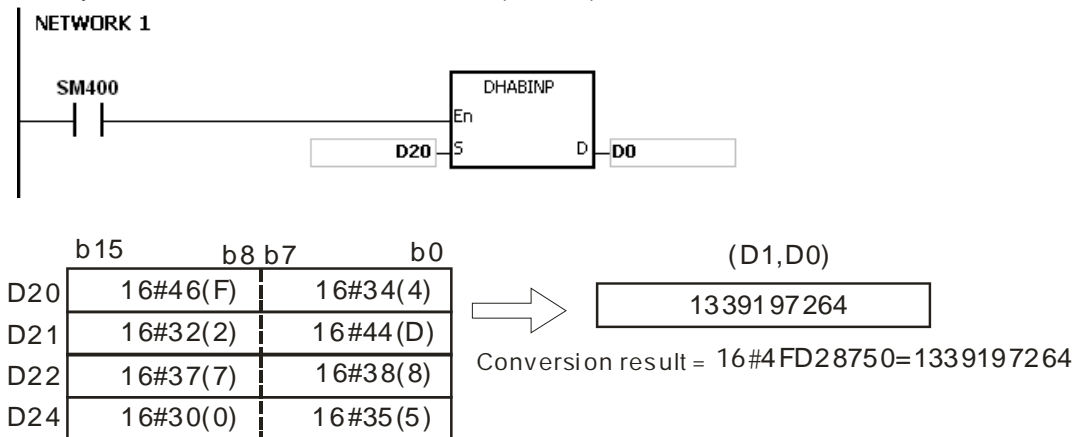 NETWORK 1
SM400
DHABINP
En
D20 S D D0
b15 b8 b7 b0
(D1,D0)
D20 16#46(F) 16#34(4)
1339197264
D21 16#32(2) 16#44(D)
Conversion result = 16#4FD28750=1339197264
D22 16#37(7) 16#38(8)
D24 16#30(0) 16#35(5)